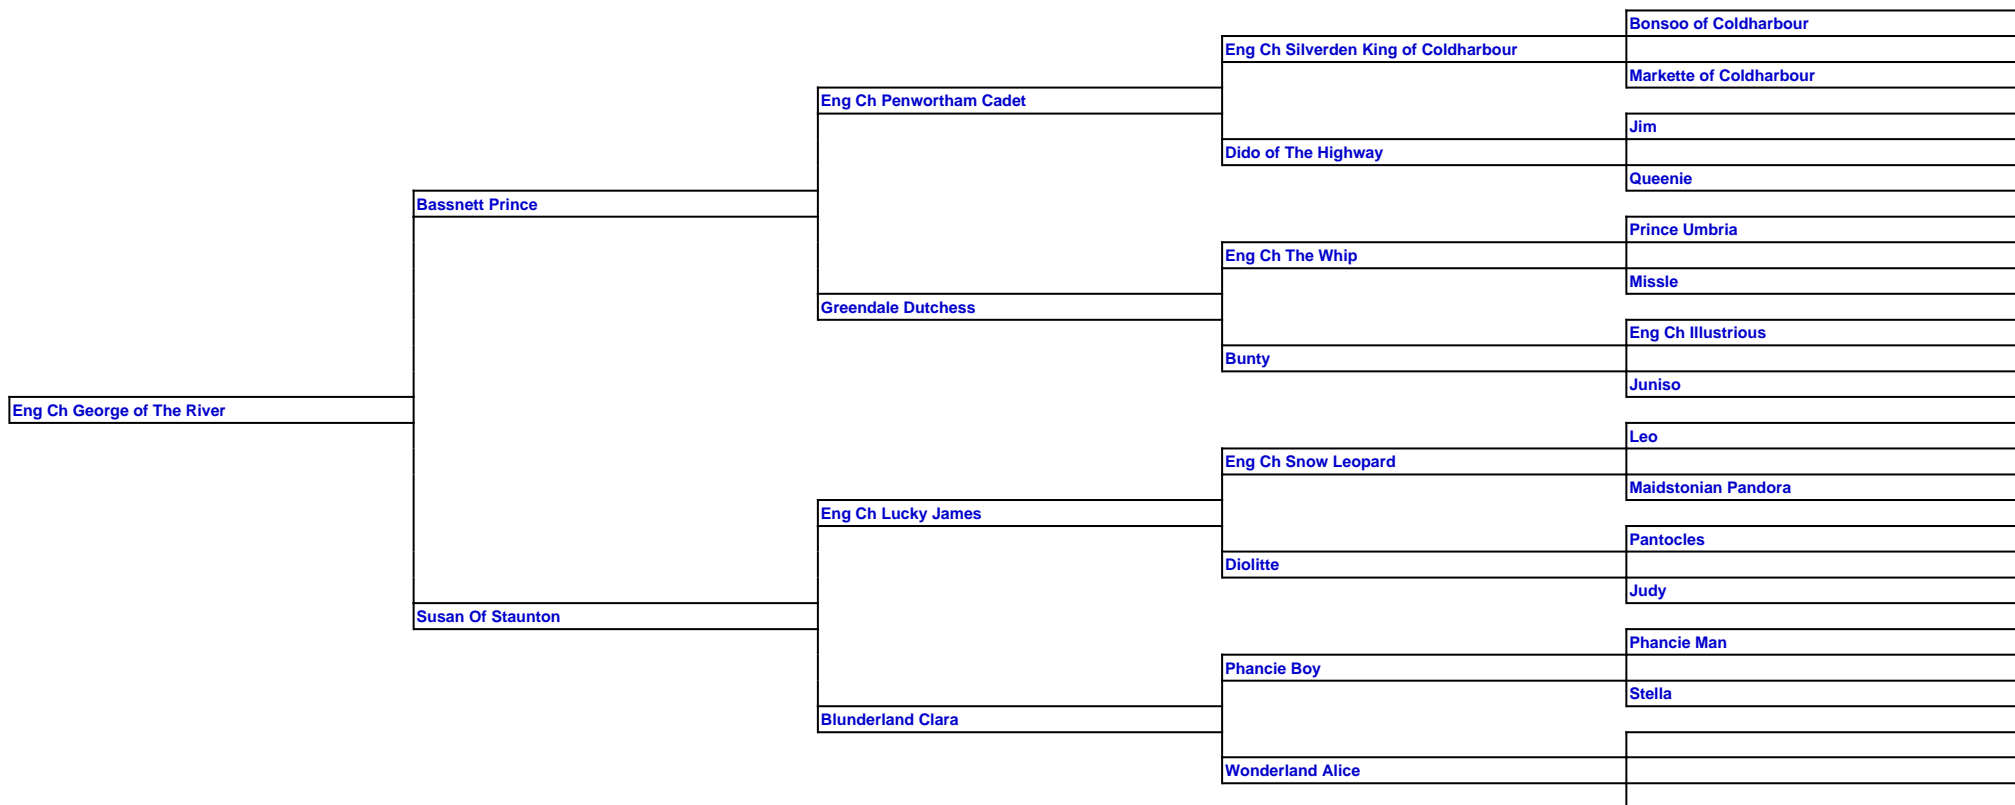 Bonsoo of Coldharbour
Eng Ch Silverden King of Coldharbour
Markette of Coldharbour
Eng Ch Penwortham Cadet
Jim
Dido of The Highway
Queenie
Bassnett Prince
Prince Umbria
Eng Ch The Whip
Missle
Greendale Dutchess
Eng Ch Illustrious
Bunty
Juniso
Eng Ch George of The River
Leo
Eng Ch Snow Leopard
Maidstonian Pandora
Eng Ch Lucky James
Pantocles
Diolitte
Judy
Susan Of Staunton
Phancie Man
Phancie Boy
Stella
Blunderland Clara
Wonderland Alice